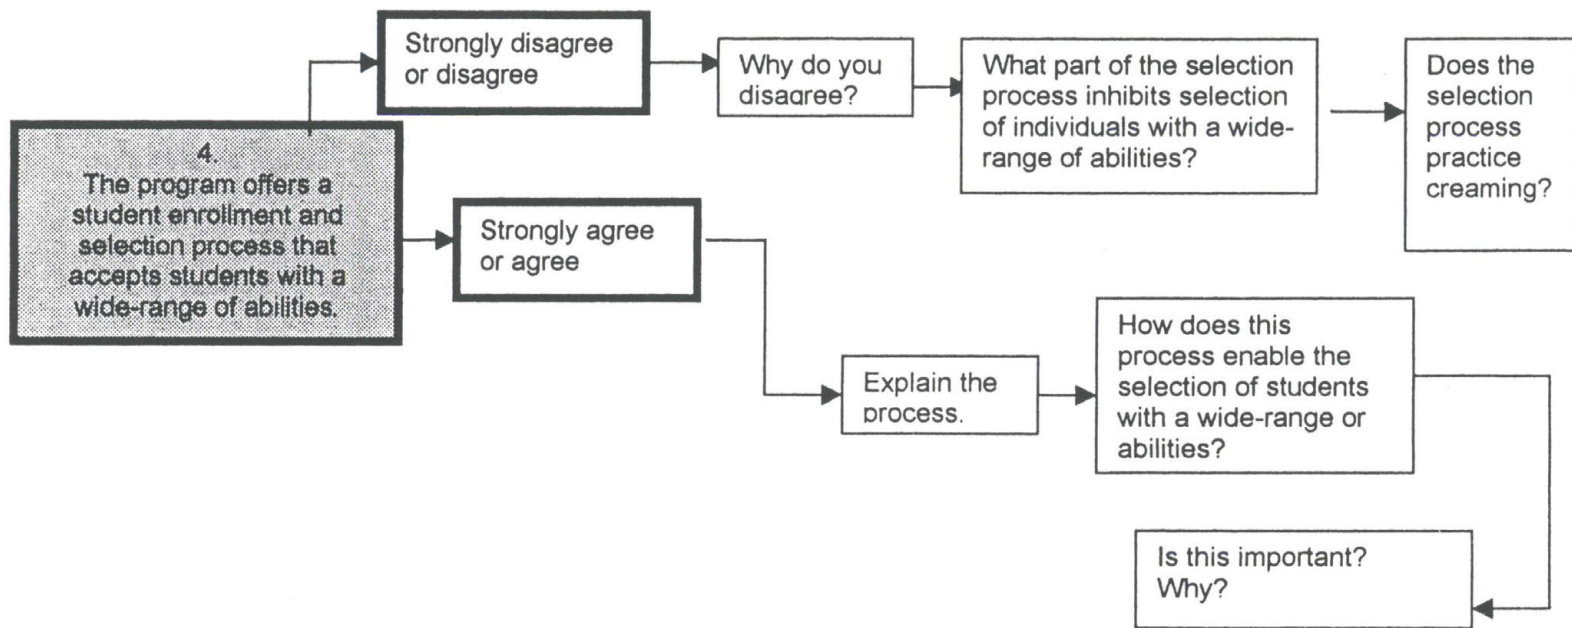 Strongly disagree
or disagree
Why do you
disagree?
What part of the selection
process inhibits selection
of individuals with a wide-
range of abilities?
Does the
selection
process
practice
creaming?
4.
The program offers a
student enrollment and
selection process that
accepts students with a
wide-range of abilities.
Strongly agree
or agree
Explain the
process.
How does this
process enable the
selection of students
with a wide-range or
abilities?
Is this important?
Why?